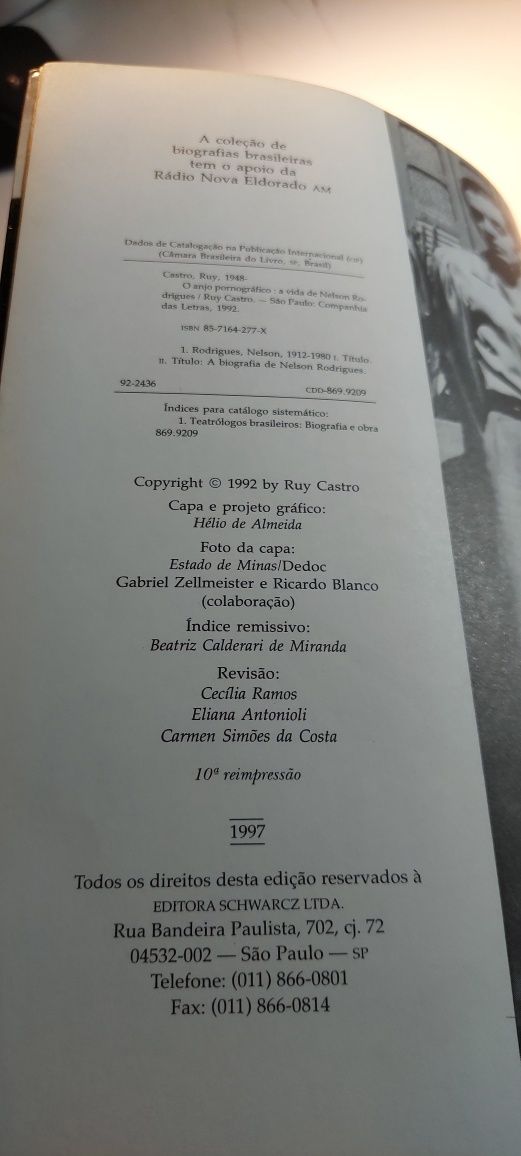 A coleção de
biografias brasileiras
tem o apoio da
Rádio Nova Eldorado AM
Dados de Catalogação na Publicação Internacional (CIP)
(Câmara Brasileira do Livro, SP, Brasil)
Castro, Ruy, 1948-
O anjo pornográfico : a vida de Nelson Ro-
drigues / Ruy Castro. — São Paulo: Companhia
das Letras, 1992.
ISBN 85-7164-277-X
1. Rodrigues, Nelson, 1912-1980 I. Título.
II. Título: A biografia de Nelson Rodrigues.
92-2436 CDD-869.9209
Índices para catálogo sistemático:
1. Teatrólogos brasileiros: Biografia e obra
869.9209
Copyright © 1992 by Ruy Castro
Capa e projeto gráfico:
Hélio de Almeida
Foto da capa:
Estado de Minas/Dedoc
Gabriel Zellmeister e Ricardo Blanco
(colaboração)
Índice remissivo:
Beatriz Calderari de Miranda
Revisão:
Cecília Ramos
Eliana Antonioli
Carmen Simões da Costa
10ª reimpressão
1997
Todos os direitos desta edição reservados à
EDITORA SCHWARCZ LTDA.
Rua Bandeira Paulista, 702, cj. 72
04532-002 — São Paulo — SP
Telefone: (011) 866-0801
Fax: (011) 866-0814